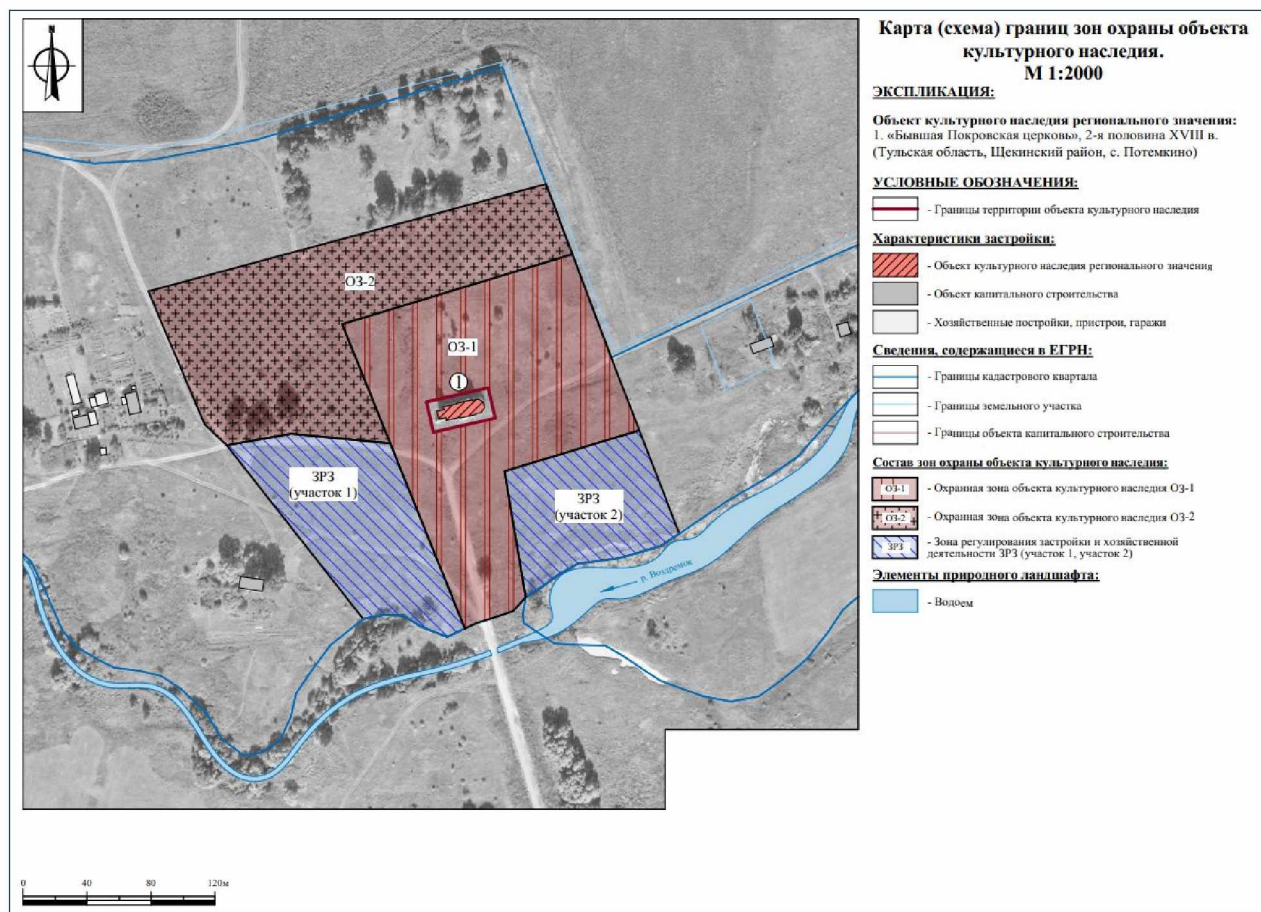 Карта (схема) границ зон охраны объекта
культурного наследия.
М 1:2000
ЭКСПЛИКАЦИЯ:
Объект культурного наследия регионального значения:
1. «Бывшая Покровская церковь», 2-я половина XVIII в.
(Тульская область, Щекинский район, с. Потемкино)
УСЛОВНЫЕ ОБОЗНАЧЕНИЯ:
- Границы территории объекта культурного наследия
Характеристики застройки:
- Объект культурного наследия регионального значения
- Объект капитального строительства
- Хозяйственные постройки, пристрои, гаражи
Сведения, содержащиеся в ЕГРН:
- Границы кадастрового квартала
- Границы земельного участка
- Границы объекта капитального строительства
Состав зон охраны объекта культурного наследия:
ОЗ-1 - Охранная зона объекта культурного наследия ОЗ-1
ОЗ-2 - Охранная зона объекта культурного наследия ОЗ-2
ЗРЗ - Зона регулирования застройки и хозяйственной
деятельности ЗРЗ (участок 1, участок 2)
Элементы природного ландшафта:
- Водоем
N
ОЗ-2
ОЗ-1
1
ЗРЗ
(участок 1)
ЗРЗ
(участок 2)
р. Воздремок
0 40 80 120м